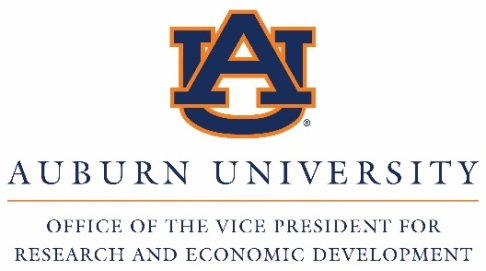 AU®
AUBURN UNIVERSITY
OFFICE OF THE VICE PRESIDENT FOR
RESEARCH AND ECONOMIC DEVELOPMENT